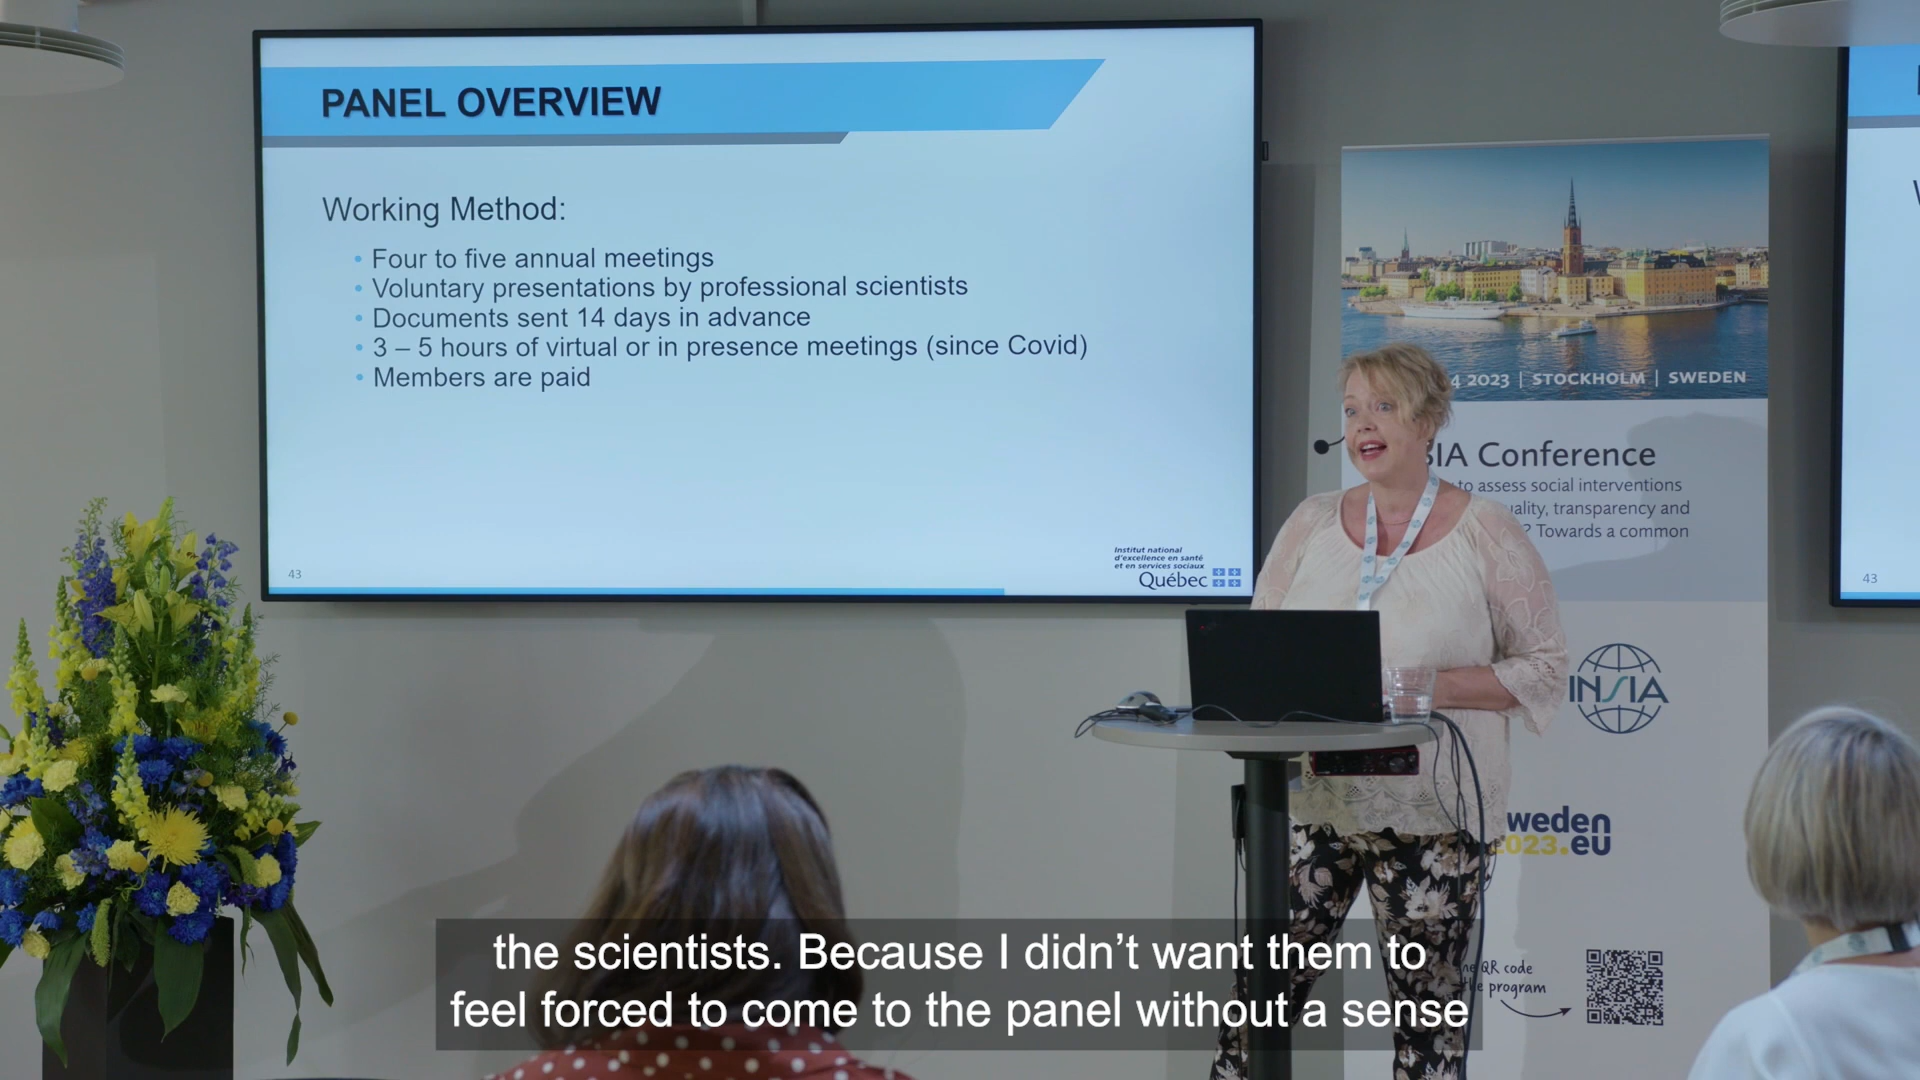 PANEL OVERVIEW
Working Method:
• Four to five annual meetings
• Voluntary presentations by professional scientists
• Documents sent 14 days in advance
• 3 – 5 hours of virtual or in presence meetings (since Covid)
• Members are paid
43
Institut national
d'excellence en santé
et en services sociaux
Québec
4 2023 | STOCKHOLM | SWEDEN
SIA Conference
to assess social interventions
uality, transparency and
? Towards a common
INSIA
weden
2023.eu
QR code
the program
43
the scientists. Because I didn't want them to
feel forced to come to the panel without a sense